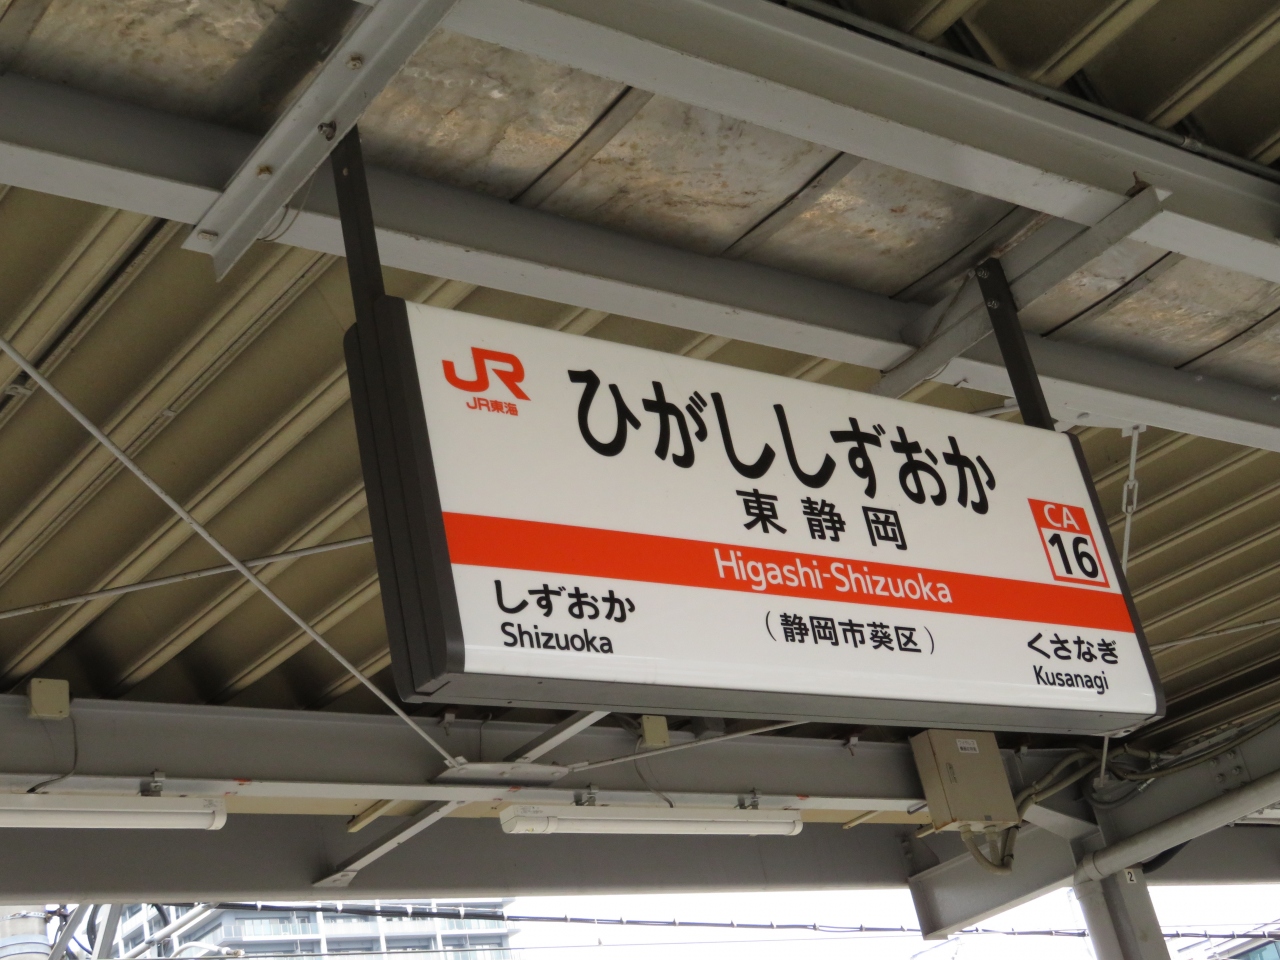 JR
JR東海
ひがししずおか
東静岡
CA
16
Higashi-Shizuoka
しずおか
Shizuoka
(静岡市葵区)
くさなぎ
Kusanagi
2